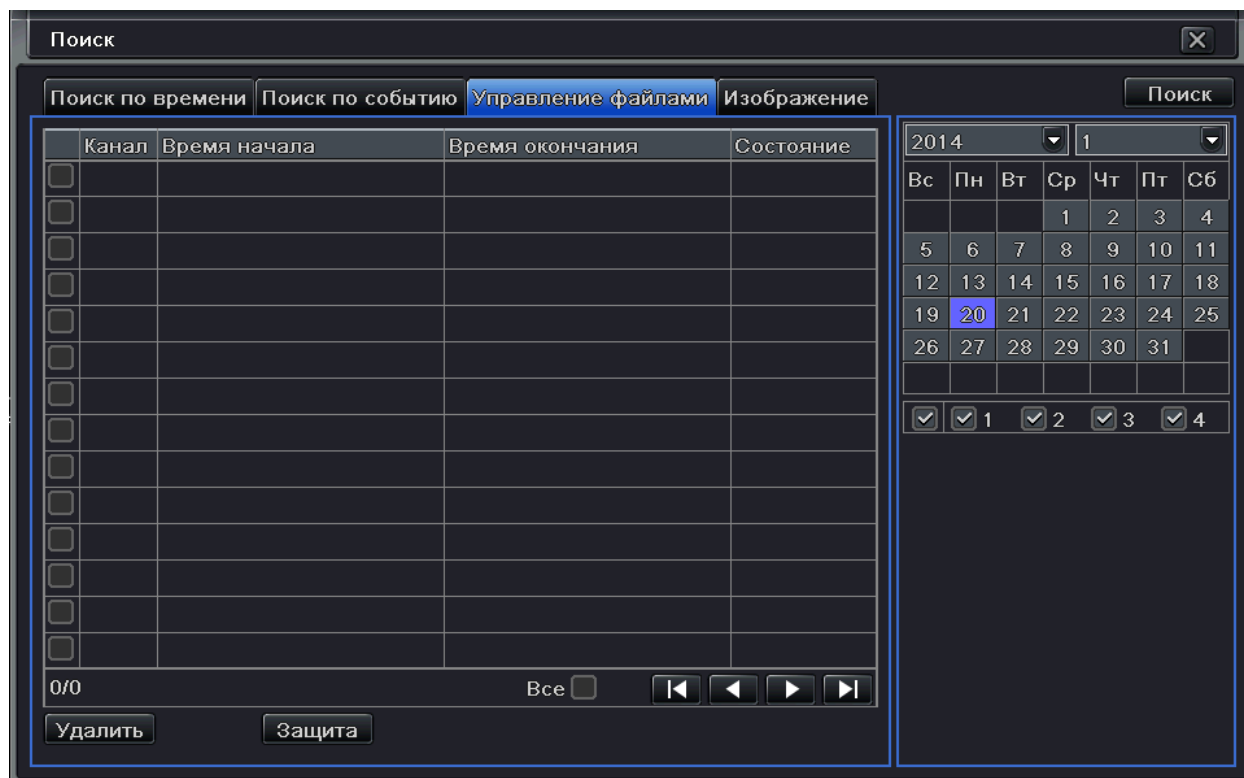 Поиск
Поиск по времени Поиск по событию Управление файлами Изображение Поиск
Канал Время начала Время окончания Состояние
2014 1
Вс Пн Вт Ср Чт Пт Сб
1 2 3 4
5 6 7 8 9 10 11
12 13 14 15 16 17 18
19 20 21 22 23 24 25
26 27 28 29 30 31
1 2 3 4
0/0 Все
Удалить Защита